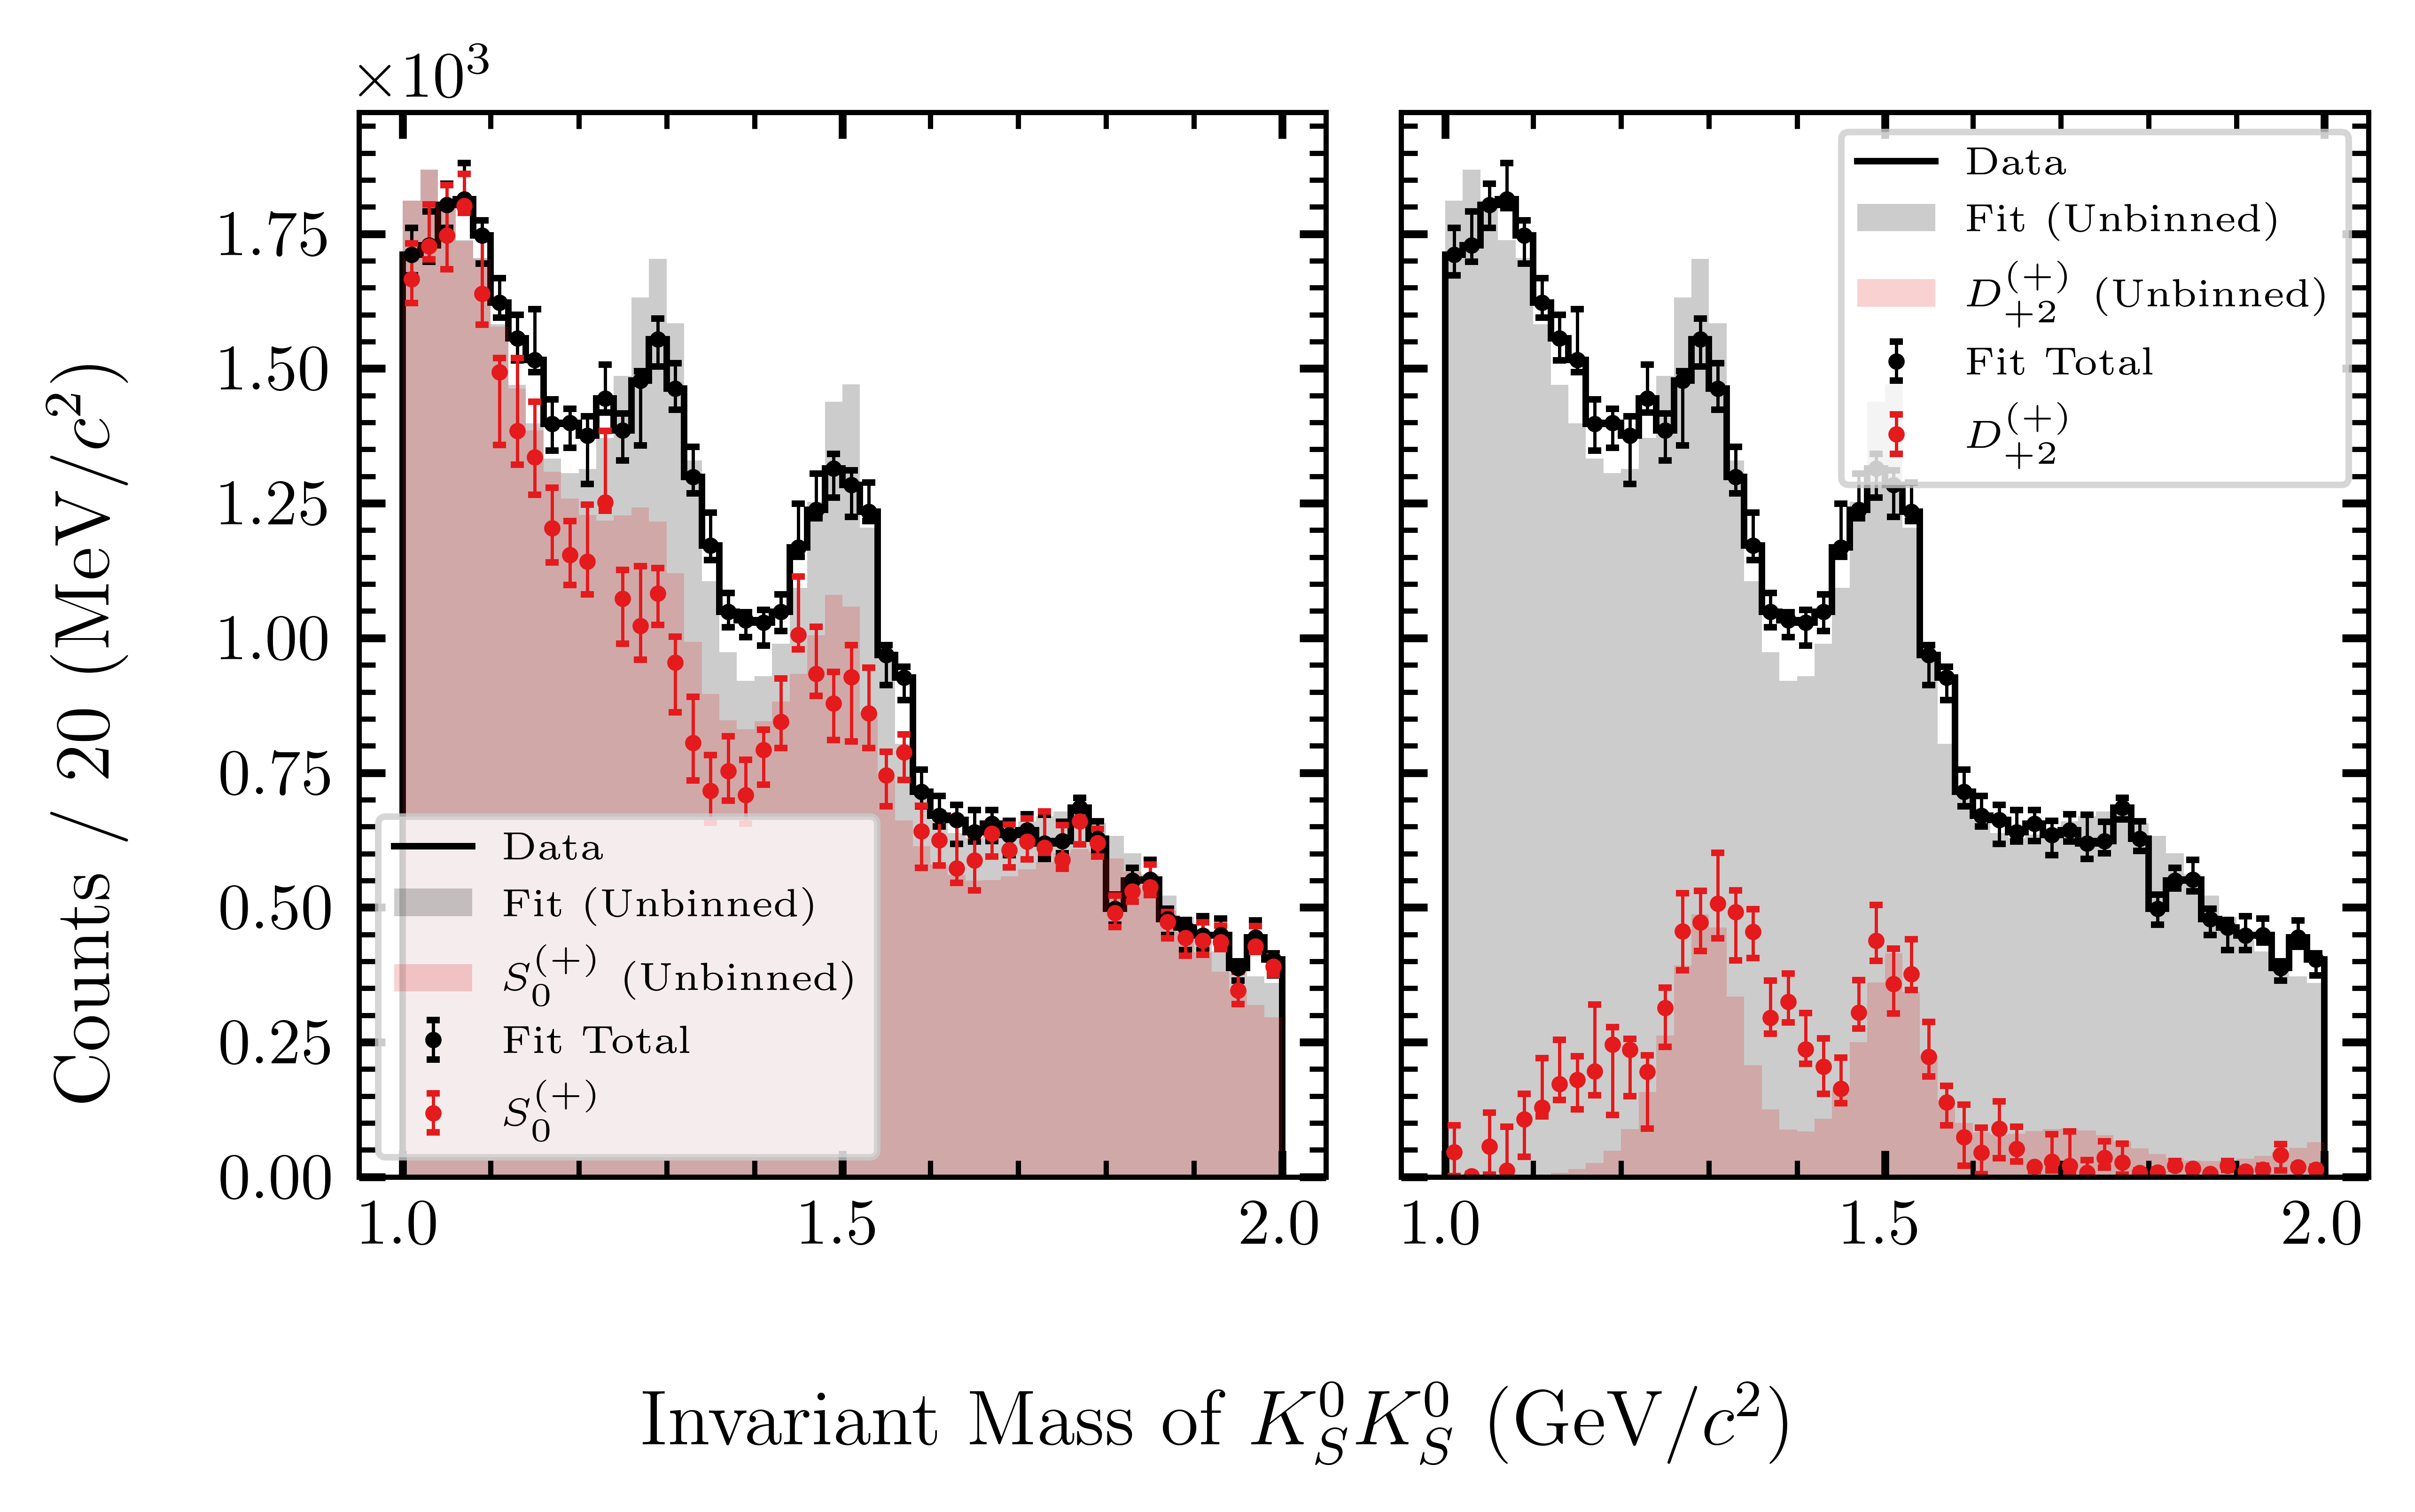 ×10³
Counts / 20 (MeV/c²)
1.75
1.50
1.25
1.00
0.75
0.50
0.25
0.00
Data
Fit (Unbinned)
S₀⁽⁺⁾ (Unbinned)
Fit Total
S₀⁽⁺⁾
1.0 1.5 2.0
Data
Fit (Unbinned)
D₊₂⁽⁺⁾ (Unbinned)
Fit Total
D₊₂⁽⁺⁾
1.0 1.5 2.0
Invariant Mass of K_S⁰K_S⁰ (GeV/c²)